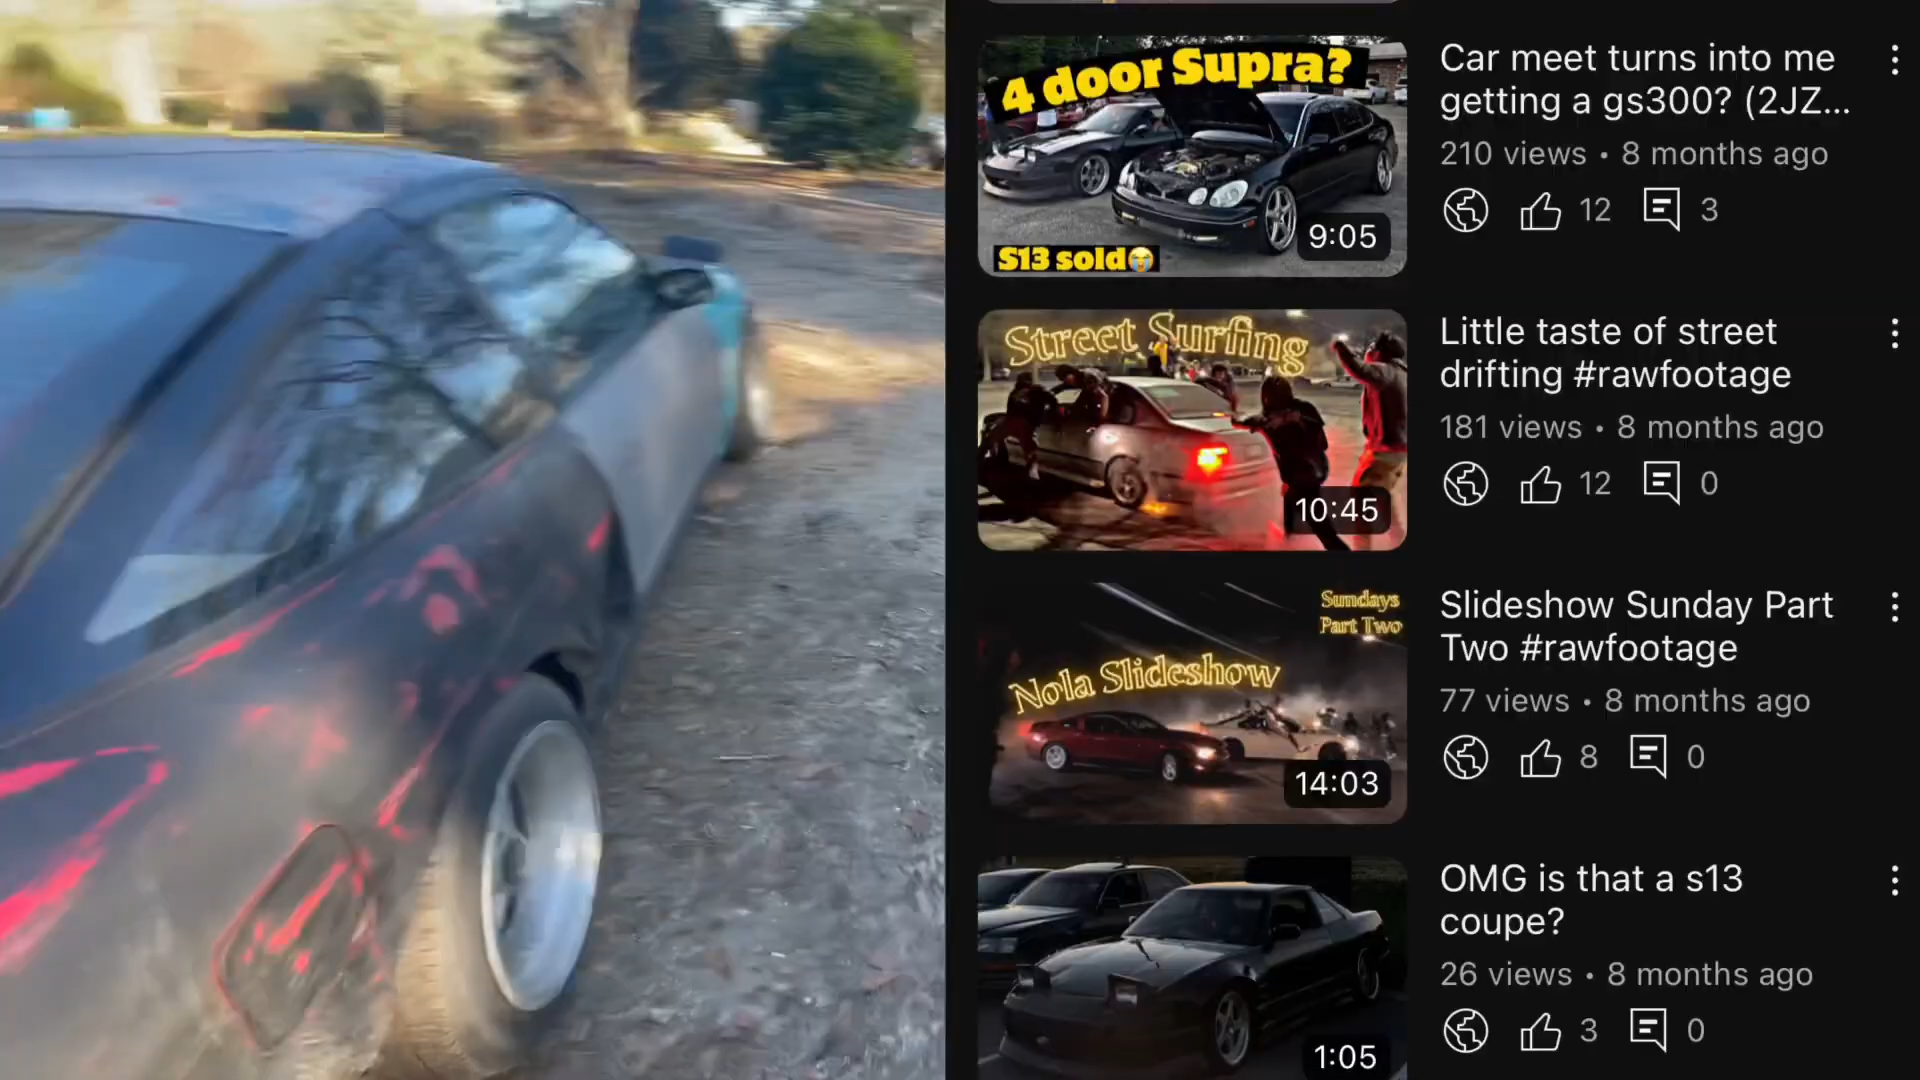 4 door Supra?
S13 sold😭
9:05
Car meet turns into me
getting a gs300? (2JZ...
210 views • 8 months ago
12
3
Street Surfing
10:45
Little taste of street
drifting #rawfootage
181 views • 8 months ago
12
0
Sundays
Part Two
Nola Slideshow
14:03
Slideshow Sunday Part
Two #rawfootage
77 views • 8 months ago
8
0
1:05
OMG is that a s13
coupe?
26 views • 8 months ago
3
0